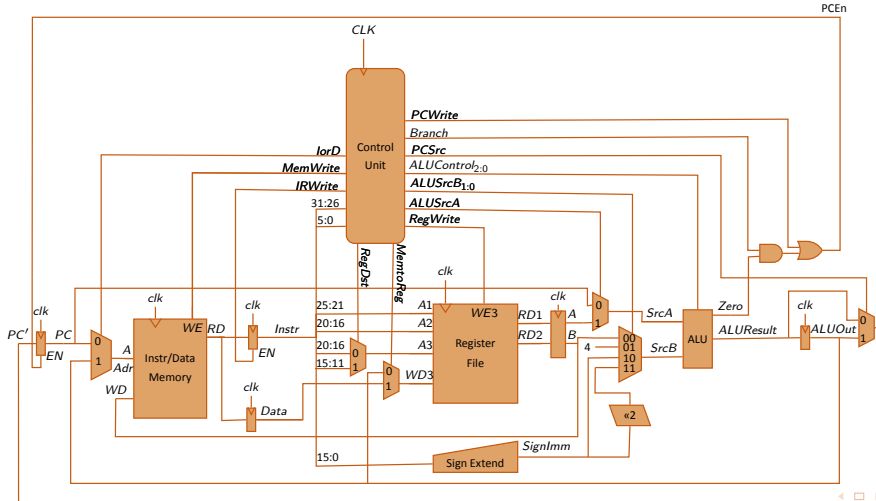 PCEn
CLK
PCWrite
Branch
PCSrc
ALUControl2:0
ALUSrcB1:0
ALUSrcA
RegWrite
Control
Unit
IorD
MemWrite
IRWrite
31:26
5:0
RegDst
MemtoReg
clk
PC′
EN
PC
0
1
A
Adr
WD
clk
WE
RD
Instr/Data
Memory
clk
EN
Instr
clk
Data
25:21
20:16
20:16
15:11
15:0
0
1
0
1
clk
WE3
A1
A2
A3
WD3
RD1
RD2
Register
File
Sign Extend
SignImm
clk
A
B
0
1
4
00
01
10
11
«2
SrcA
SrcB
ALU
Zero
ALUResult
clk
ALUOut
0
1